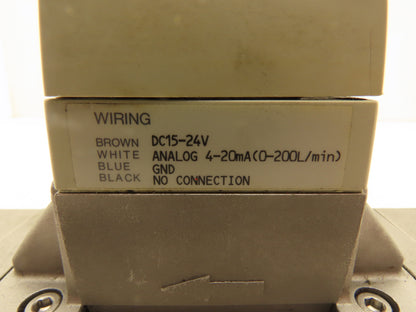 WIRING
BROWN DC15-24V
WHITE ANALOG 4-20mA(0-200L/min)
BLUE GND
BLACK NO CONNECTION